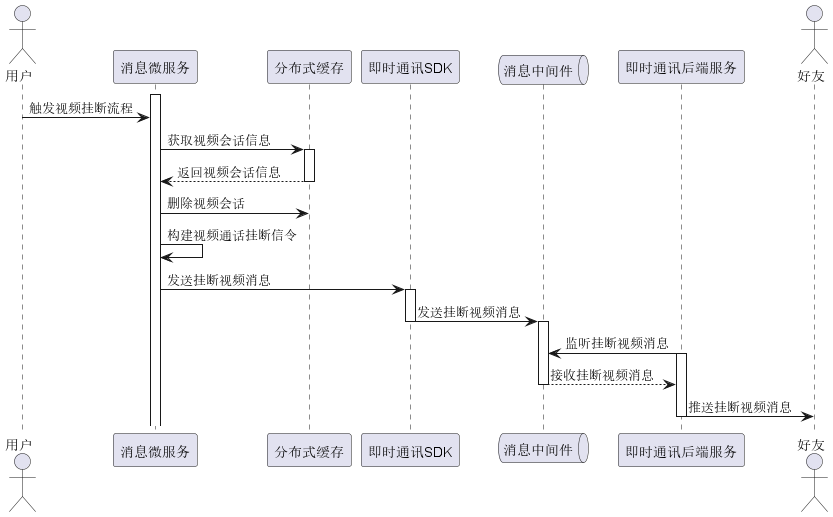 用户
消息微服务
分布式缓存
即时通讯SDK
消息中间件
即时通讯后端服务
好友
触发视频挂断流程
获取视频会话信息
返回视频会话信息
删除视频会话
构建视频通话挂断信令
发送挂断视频消息
发送挂断视频消息
监听挂断视频消息
接收挂断视频消息
推送挂断视频消息
用户
消息微服务
分布式缓存
即时通讯SDK
消息中间件
即时通讯后端服务
好友